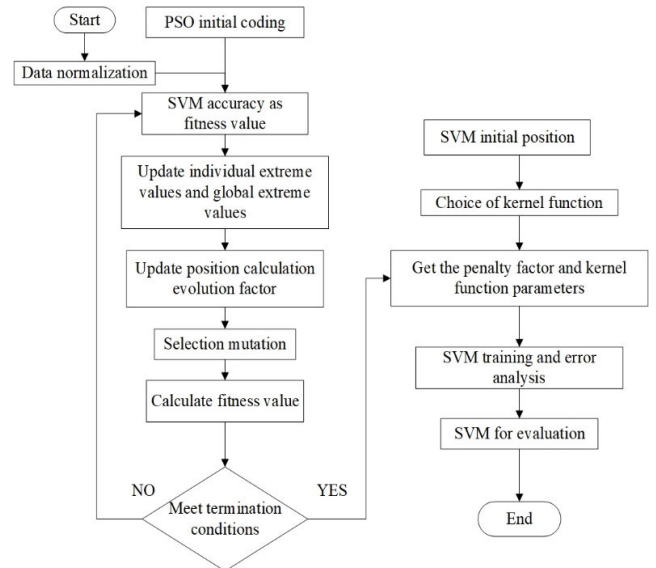 Start
PSO initial coding
Data normalization
SVM accuracy as
fitness value
Update individual extreme
values and global extreme
values
Update position calculation
evolution factor
Selection mutation
Calculate fitness value
NO
YES
Meet termination
conditions
SVM initial position
Choice of kernel function
Get the penalty factor and kernel
function parameters
SVM training and error
analysis
SVM for evaluation
End